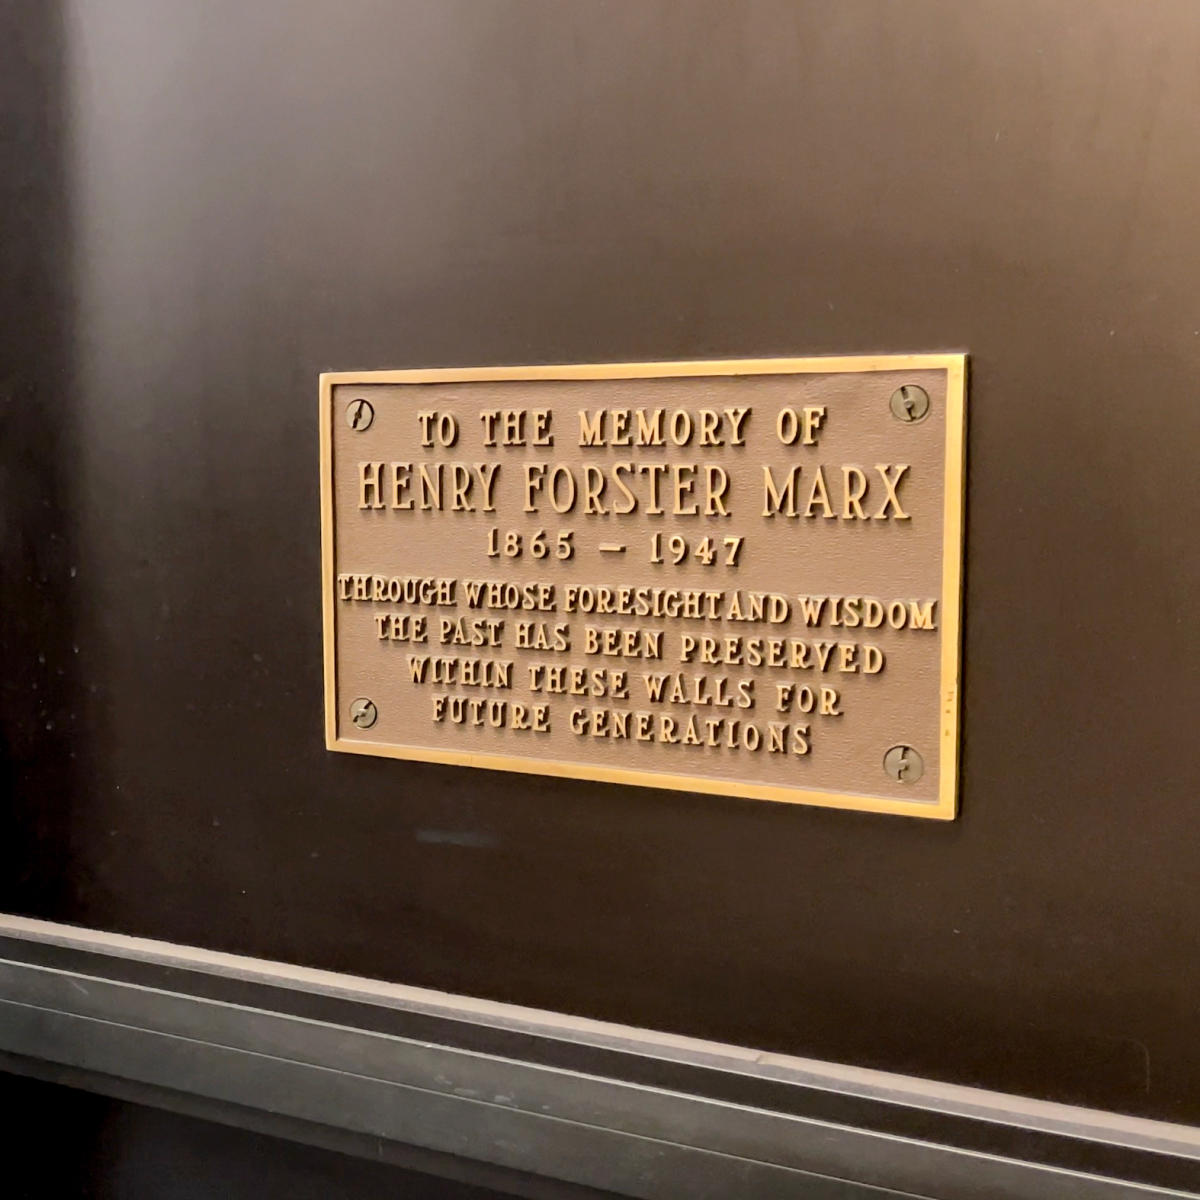 TO THE MEMORY OF
HENRY FORSTER MARX
1865 – 1947
THROUGH WHOSE FORESIGHT AND WISDOM
THE PAST HAS BEEN PRESERVED
WITHIN THESE WALLS FOR
FUTURE GENERATIONS